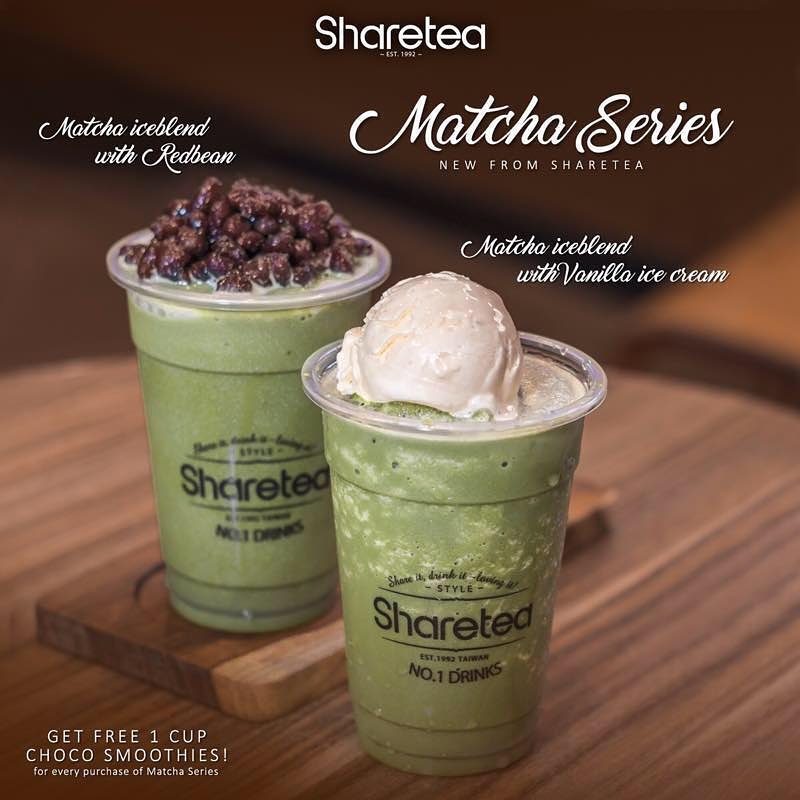 Sharetea
– EST. 1992 –
Matcha Series
NEW FROM SHARETEA
Matcha iceblend
with Redbean
Matcha iceblend
with Vanilla ice cream
Share it, drink it - loving it!
– STYLE –
Sharetea
NO.1 DRINKS
Share it, drink it - loving it!
– STYLE –
Sharetea
EST.1992 TAIWAN
NO.1 DRINKS
GET FREE 1 CUP
CHOCO SMOOTHIES!
for every purchase of Matcha Series